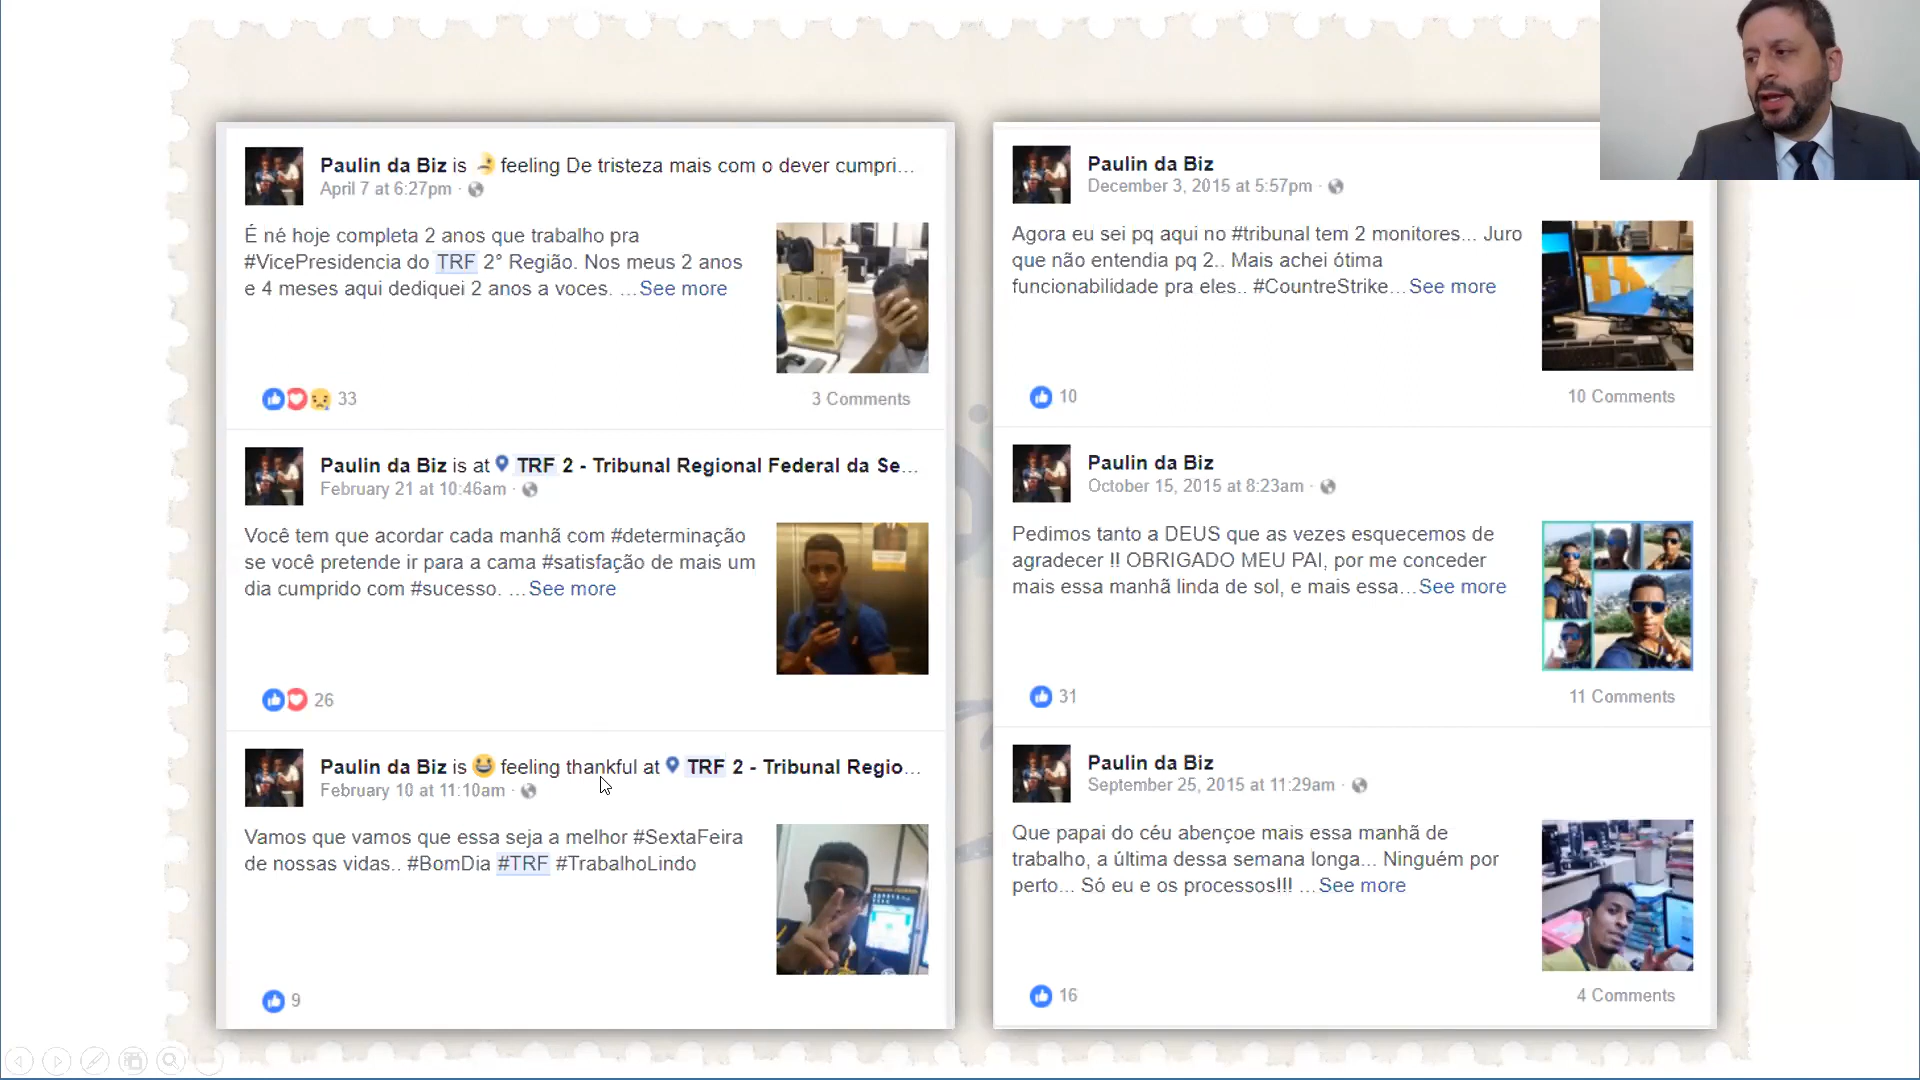 Paulin da Biz is feeling De tristeza mais com o dever cumpri...
April 7 at 6:27pm ·
É né hoje completa 2 anos que trabalho pra
#VicePresidencia do TRF 2° Região. Nos meus 2 anos
e 4 meses aqui dediquei 2 anos a voces. ...See more
33
3 Comments
Paulin da Biz is at TRF 2 - Tribunal Regional Federal da Se...
February 21 at 10:46am ·
Você tem que acordar cada manhã com #determinação
se você pretende ir para a cama #satisfação de mais um
dia cumprido com #sucesso. ...See more
26
Paulin da Biz is feeling thankful at TRF 2 - Tribunal Regio...
February 10 at 11:10am ·
Vamos que vamos que essa seja a melhor #SextaFeira
de nossas vidas.. #BomDia #TRF #TrabalhoLindo
9
Paulin da Biz
December 3, 2015 at 5:57pm ·
Agora eu sei pq aqui no #tribunal tem 2 monitores... Juro
que não entendia pq 2.. Mais achei ótima
funcionabilidade pra eles.. #CountreStrike...See more
10
10 Comments
Paulin da Biz
October 15, 2015 at 8:23am ·
Pedimos tanto a DEUS que as vezes esquecemos de
agradecer !! OBRIGADO MEU PAI, por me conceder
mais essa manhã linda de sol, e mais essa...See more
31
11 Comments
Paulin da Biz
September 25, 2015 at 11:29am ·
Que papai do céu abençoe mais essa manhã de
trabalho, a última dessa semana longa... Ninguém por
perto... Só eu e os processos!!! ...See more
16
4 Comments